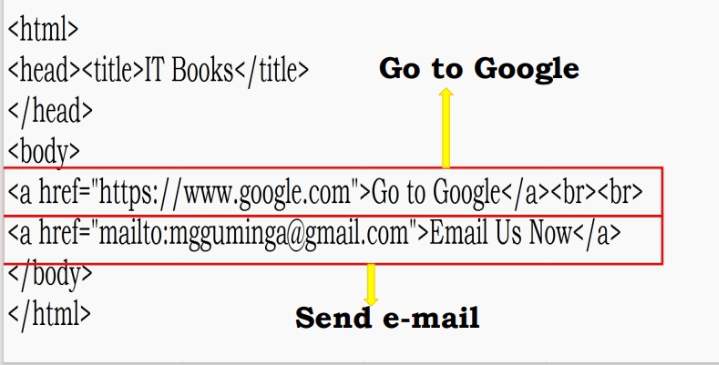 <html>
<head><title>IT Books</title>
Go to Google
</head>
<body>
<a href="https://www.google.com">Go to Google</a><br><br>
<a href="mailto:mgguminga@gmail.com">Email Us Now</a>
</body>
</html>
Send e-mail